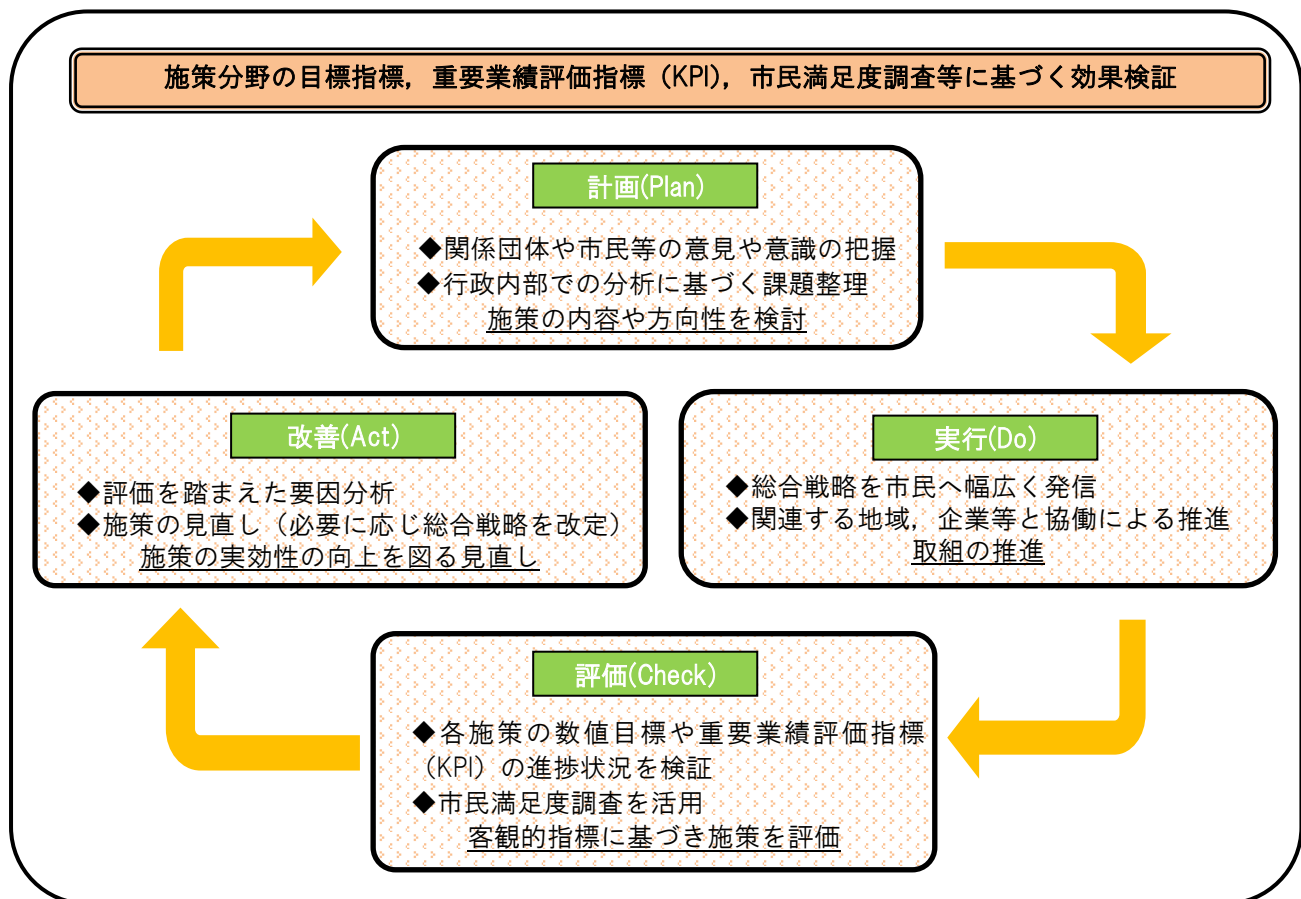 施策分野の目標指標，重要業績評価指標（KPI），市民満足度調査等に基づく効果検証
計画(Plan)
◆関係団体や市民等の意見や意識の把握
◆行政内部での分析に基づく課題整理
施策の内容や方向性を検討
改善(Act)
◆評価を踏まえた要因分析
◆施策の見直し（必要に応じ総合戦略を改定）
施策の実効性の向上を図る見直し
実行(Do)
◆総合戦略を市民へ幅広く発信
◆関連する地域，企業等と協働による推進
取組の推進
評価(Check)
◆各施策の数値目標や重要業績評価指標
（KPI）の進捗状況を検証
◆市民満足度調査を活用
客観的指標に基づき施策を評価